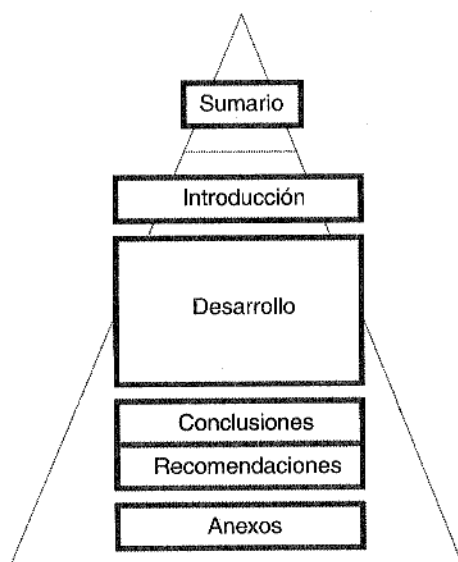 Sumario
Introducción
Desarrollo
Conclusiones
Recomendaciones
Anexos